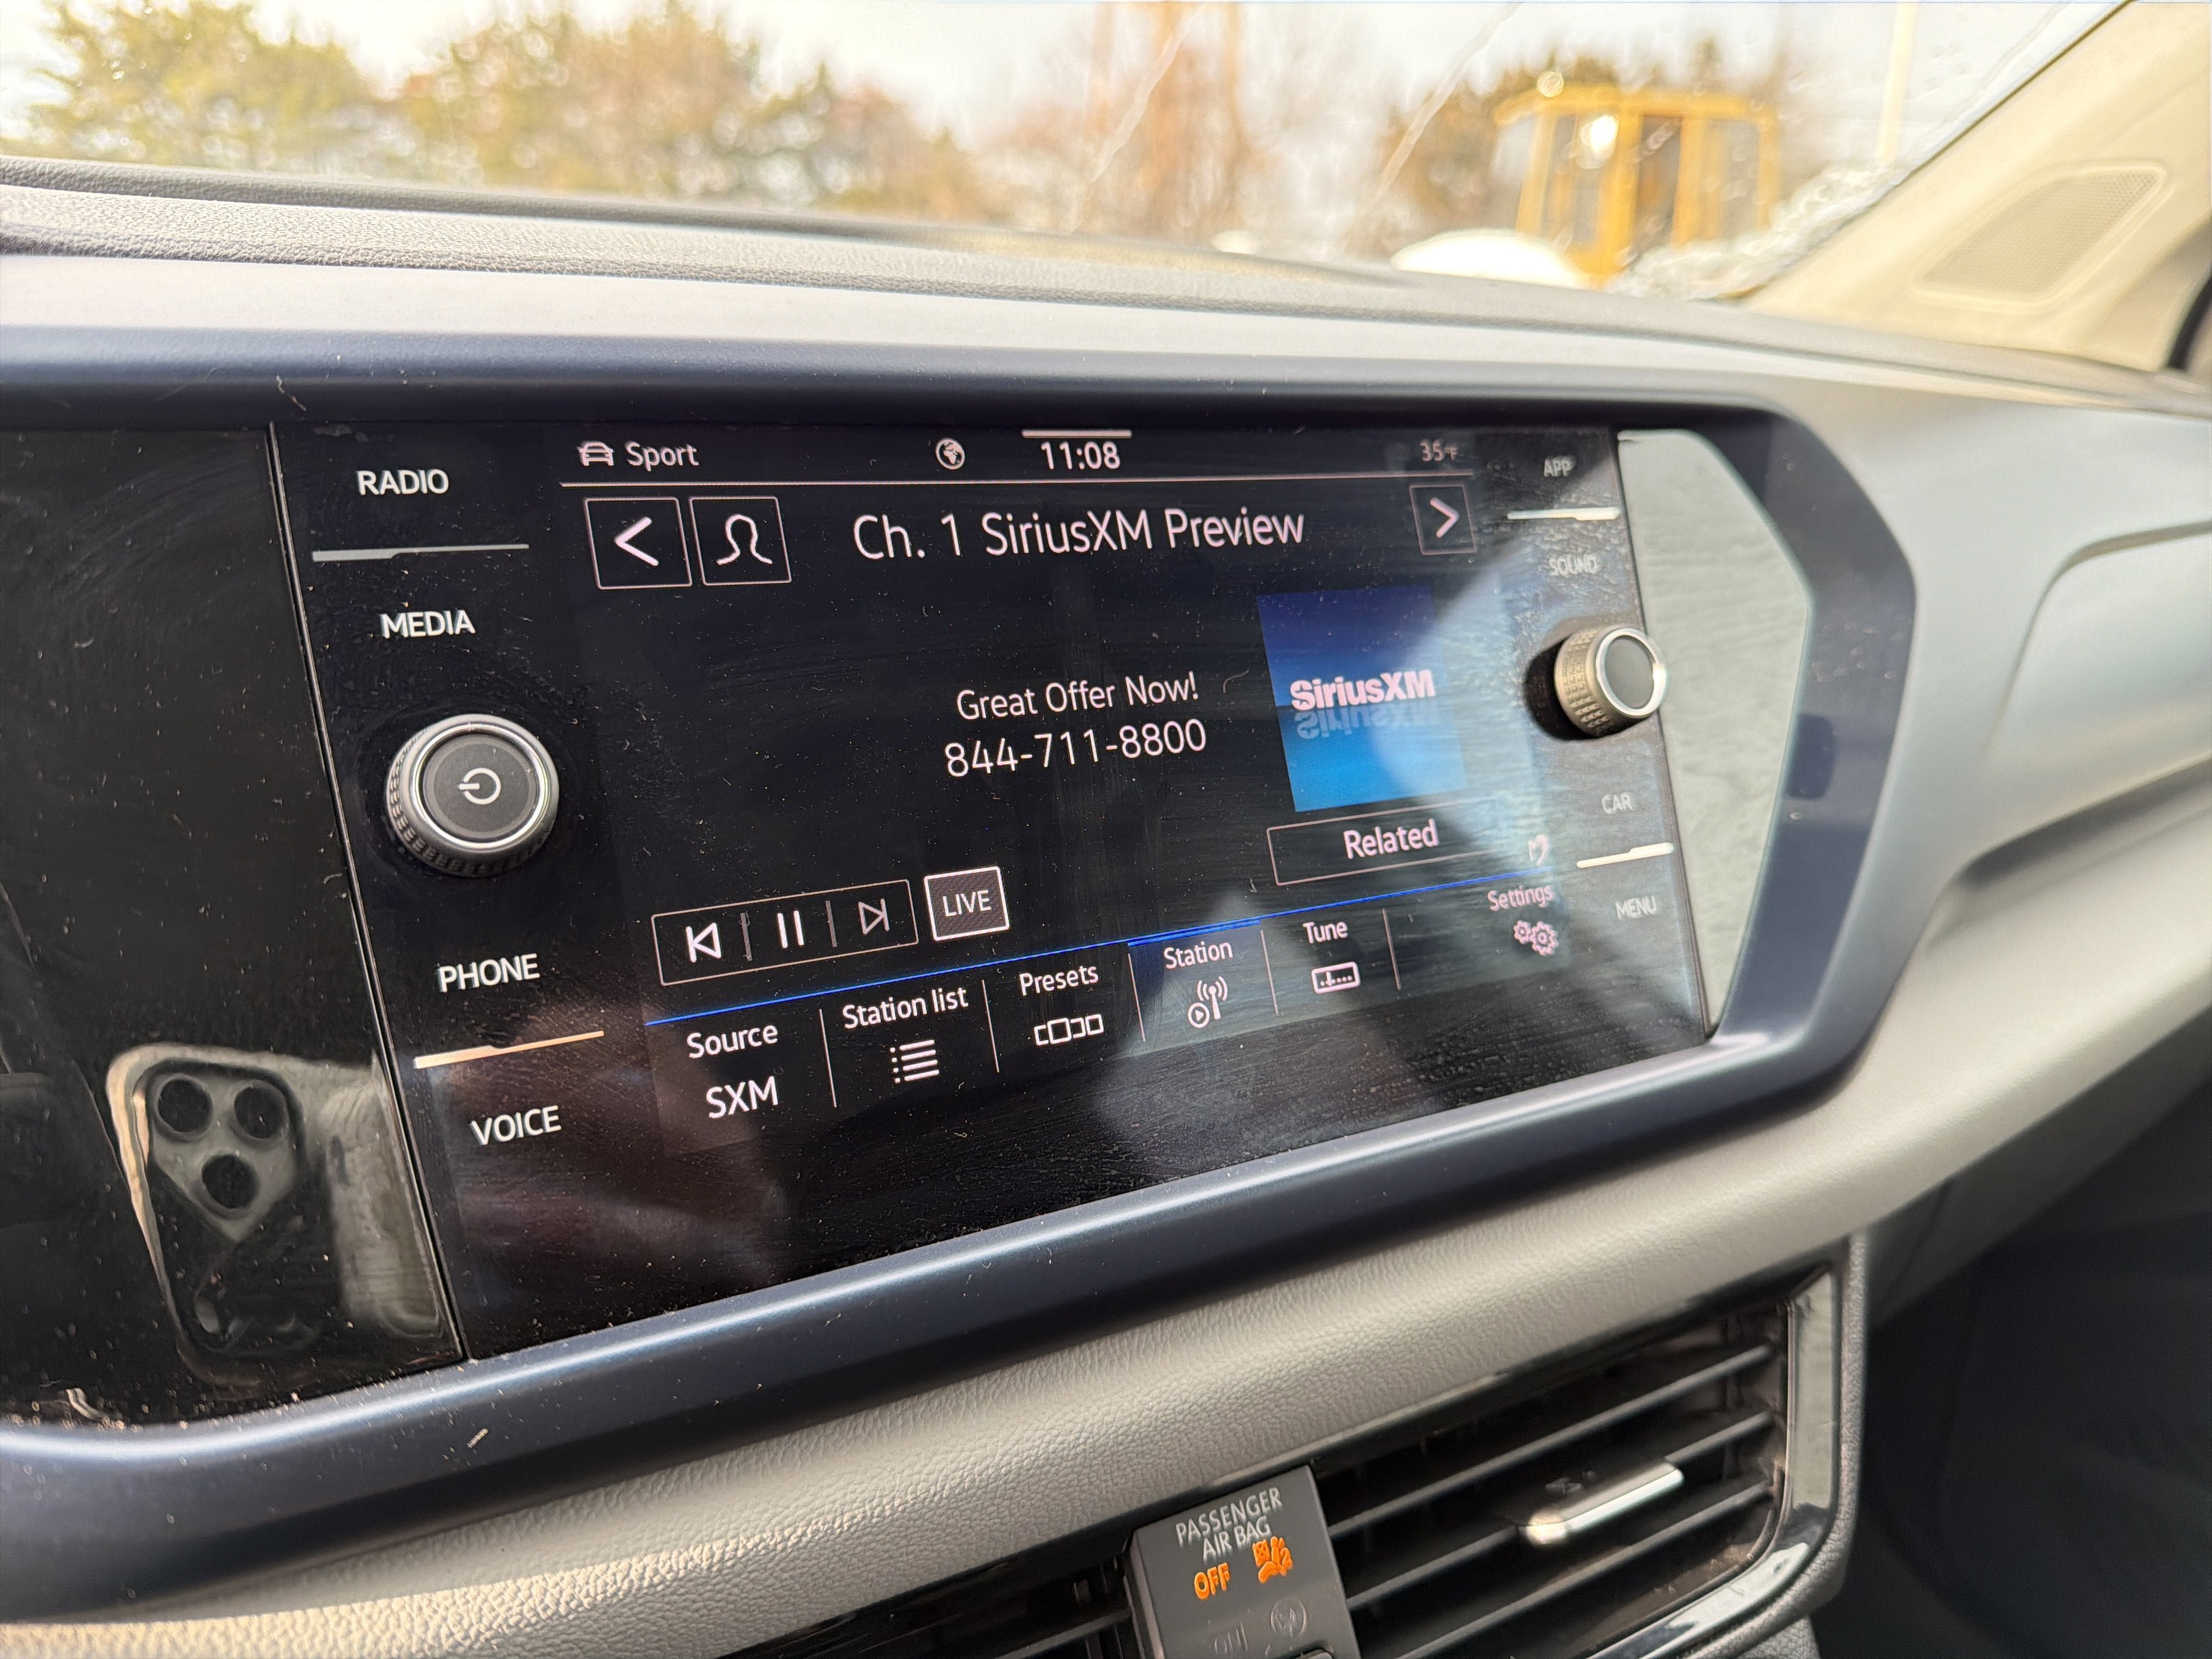 RADIO
MEDIA
PHONE
VOICE
Sport
11:08
35°F
Ch. 1 SiriusXM Preview
Great Offer Now!
844-711-8800
SiriusXM
Related
LIVE
Source
SXM
Station list
Presets
Station
Tune
Settings
APP
SOUND
CAR
MENU
PASSENGER
AIR BAG
OFF
ON